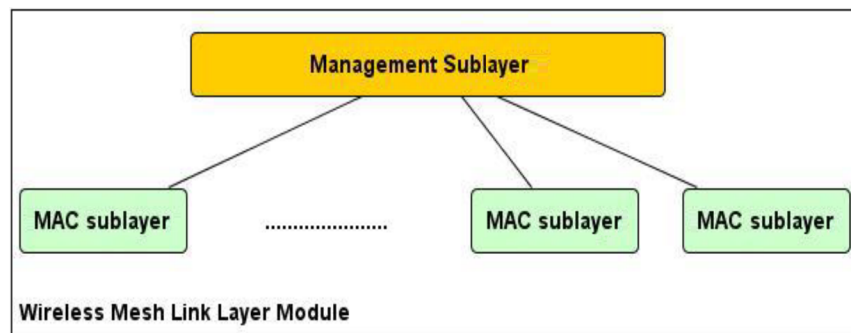 Management Sublayer
MAC sublayer ...................... MAC sublayer MAC sublayer
Wireless Mesh Link Layer Module